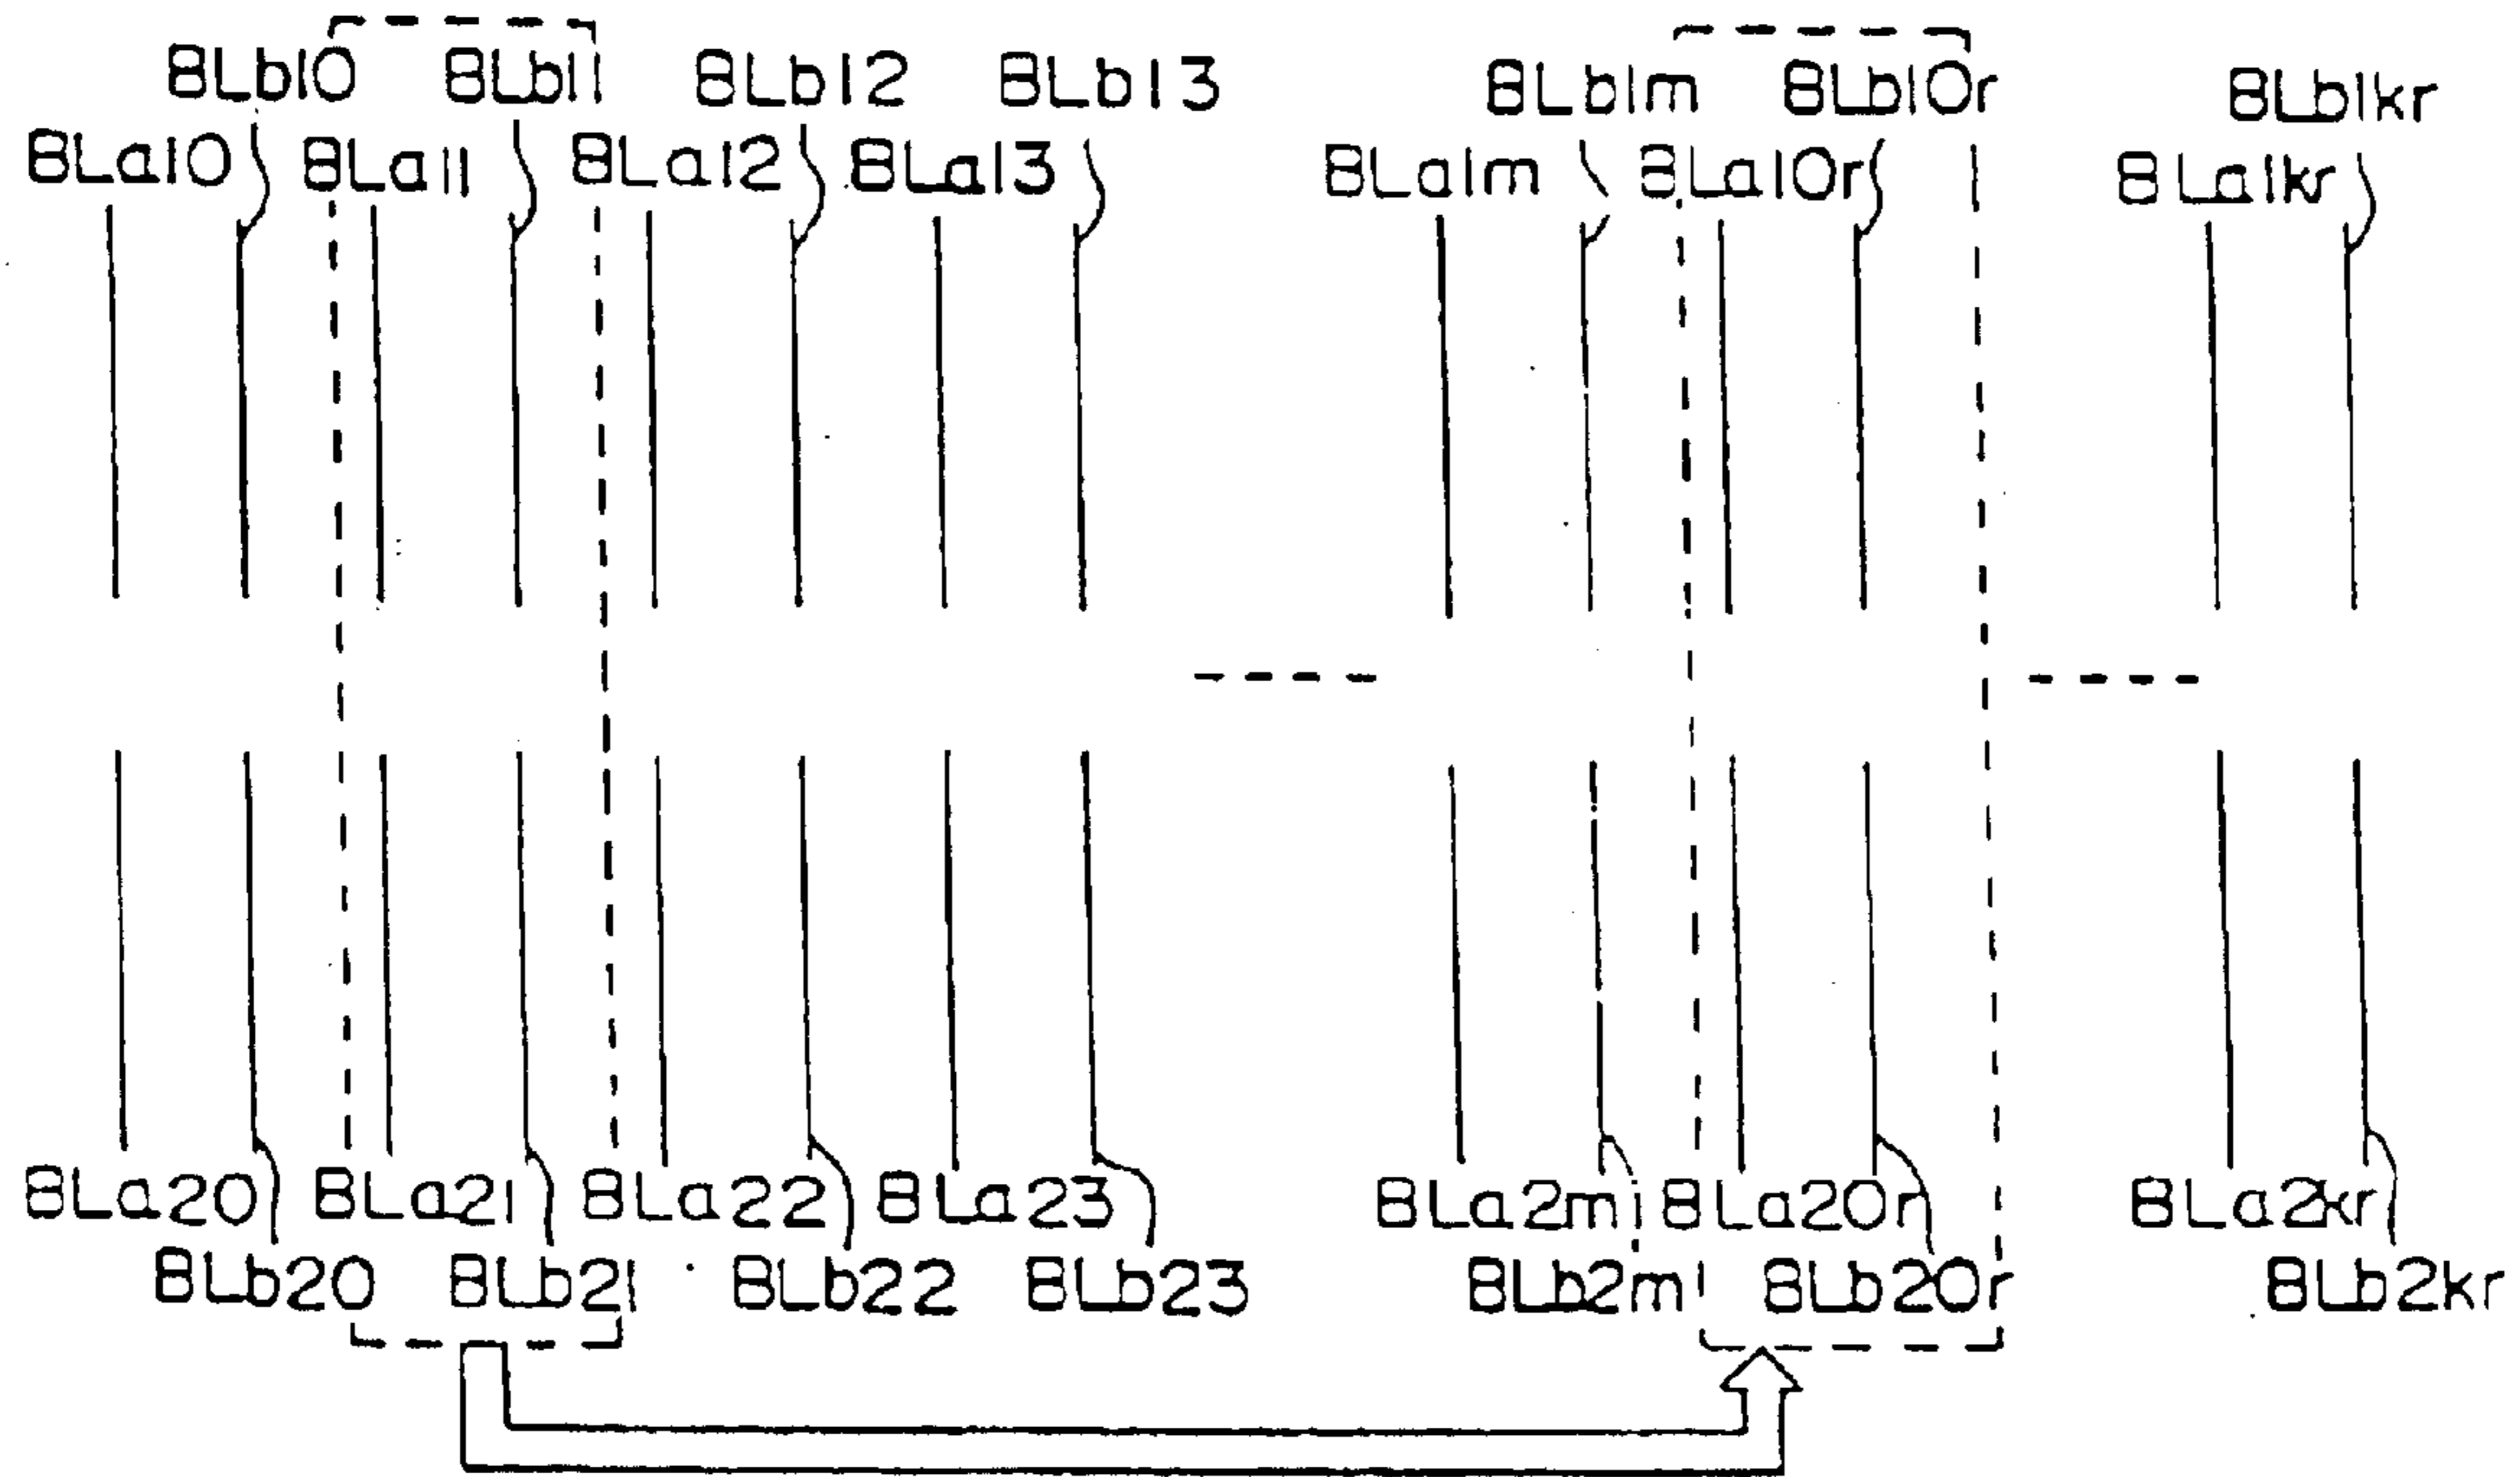 BLb10 BLb11 BLb12 BLb13 BLb1m BLb10r BLb1kr
BLa10 BLa11 BLa12 BLa13 BLa1m BLa10r BLa1kr
BLa20 BLa21 BLa22 BLa23 BLa2m BLa20r BLa2kr
BLb20 BLb21 BLb22 BLb23 BLb2m BLb20r BLb2kr